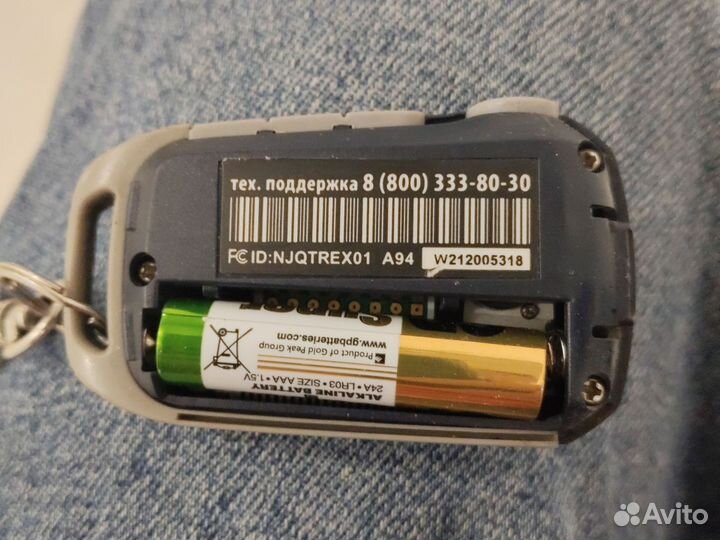 тех. поддержка 8 (800) 333-80-30
FC ID:NJQTREX01 A94 W212005318
www.gpbatteries.com
Product of Gold Peak Group
24A • LR03 • SIZE AAA • 1.5V
ALKALINE BATTERY
Avito